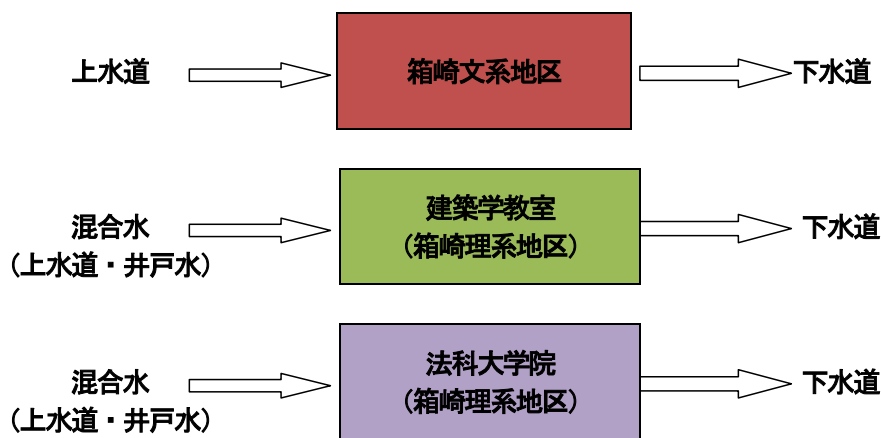 上水道
箱崎文系地区
下水道
混合水
（上水道・井戸水）
建築学教室
（箱崎理系地区）
下水道
混合水
（上水道・井戸水）
法科大学院
（箱崎理系地区）
下水道